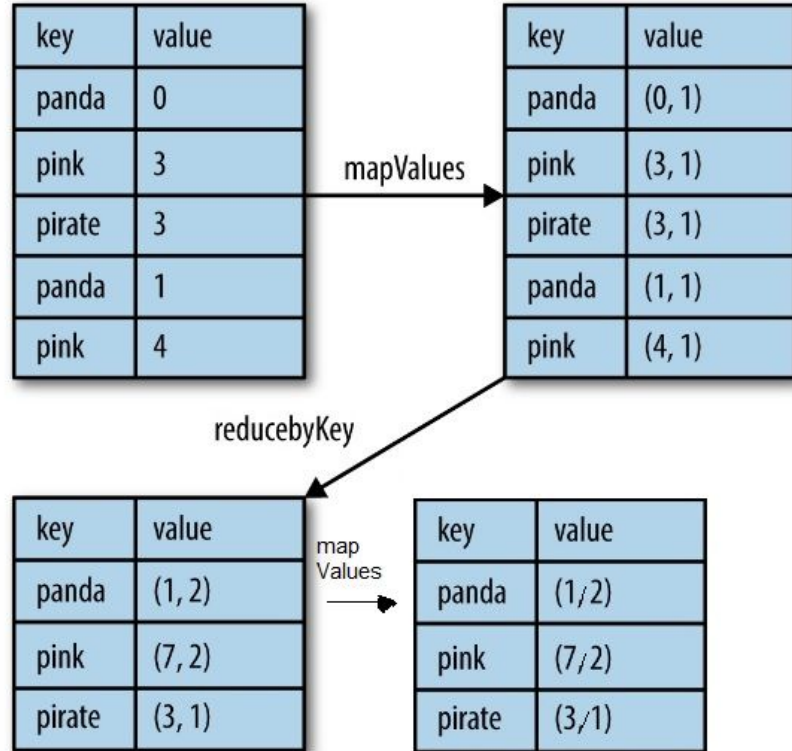 key value
panda 0
pink 3
pirate 3
panda 1
pink 4
mapValues
key value
panda (0, 1)
pink (3, 1)
pirate (3, 1)
panda (1, 1)
pink (4, 1)
reducebyKey
key value
panda (1, 2)
pink (7, 2)
pirate (3, 1)
map
Values
key value
panda (1/2)
pink (7/2)
pirate (3/1)